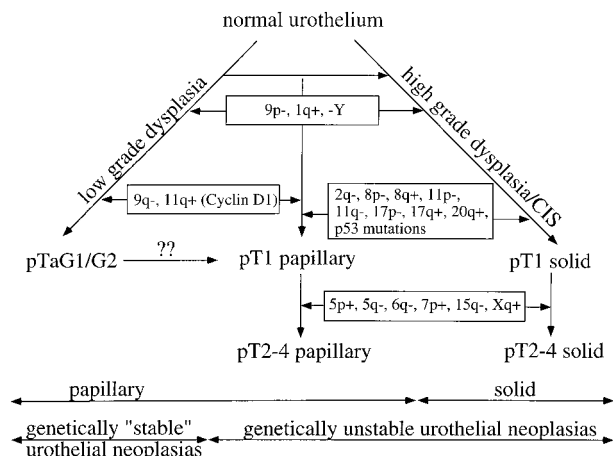 normal urothelium
low grade dysplasia
high grade dysplasia/CIS
9p-, 1q+, -Y
9q-, 11q+ (Cyclin D1)
2q-, 8p-, 8q+, 11p-,
11q-, 17p-, 17q+, 20q+,
p53 mutations
??
pTaG1/G2
pT1 papillary
pT1 solid
5p+, 5q-, 6q-, 7p+, 15q-, Xq+
pT2-4 papillary
pT2-4 solid
papillary
solid
genetically "stable"
urothelial neoplasias
genetically unstable urothelial neoplasias